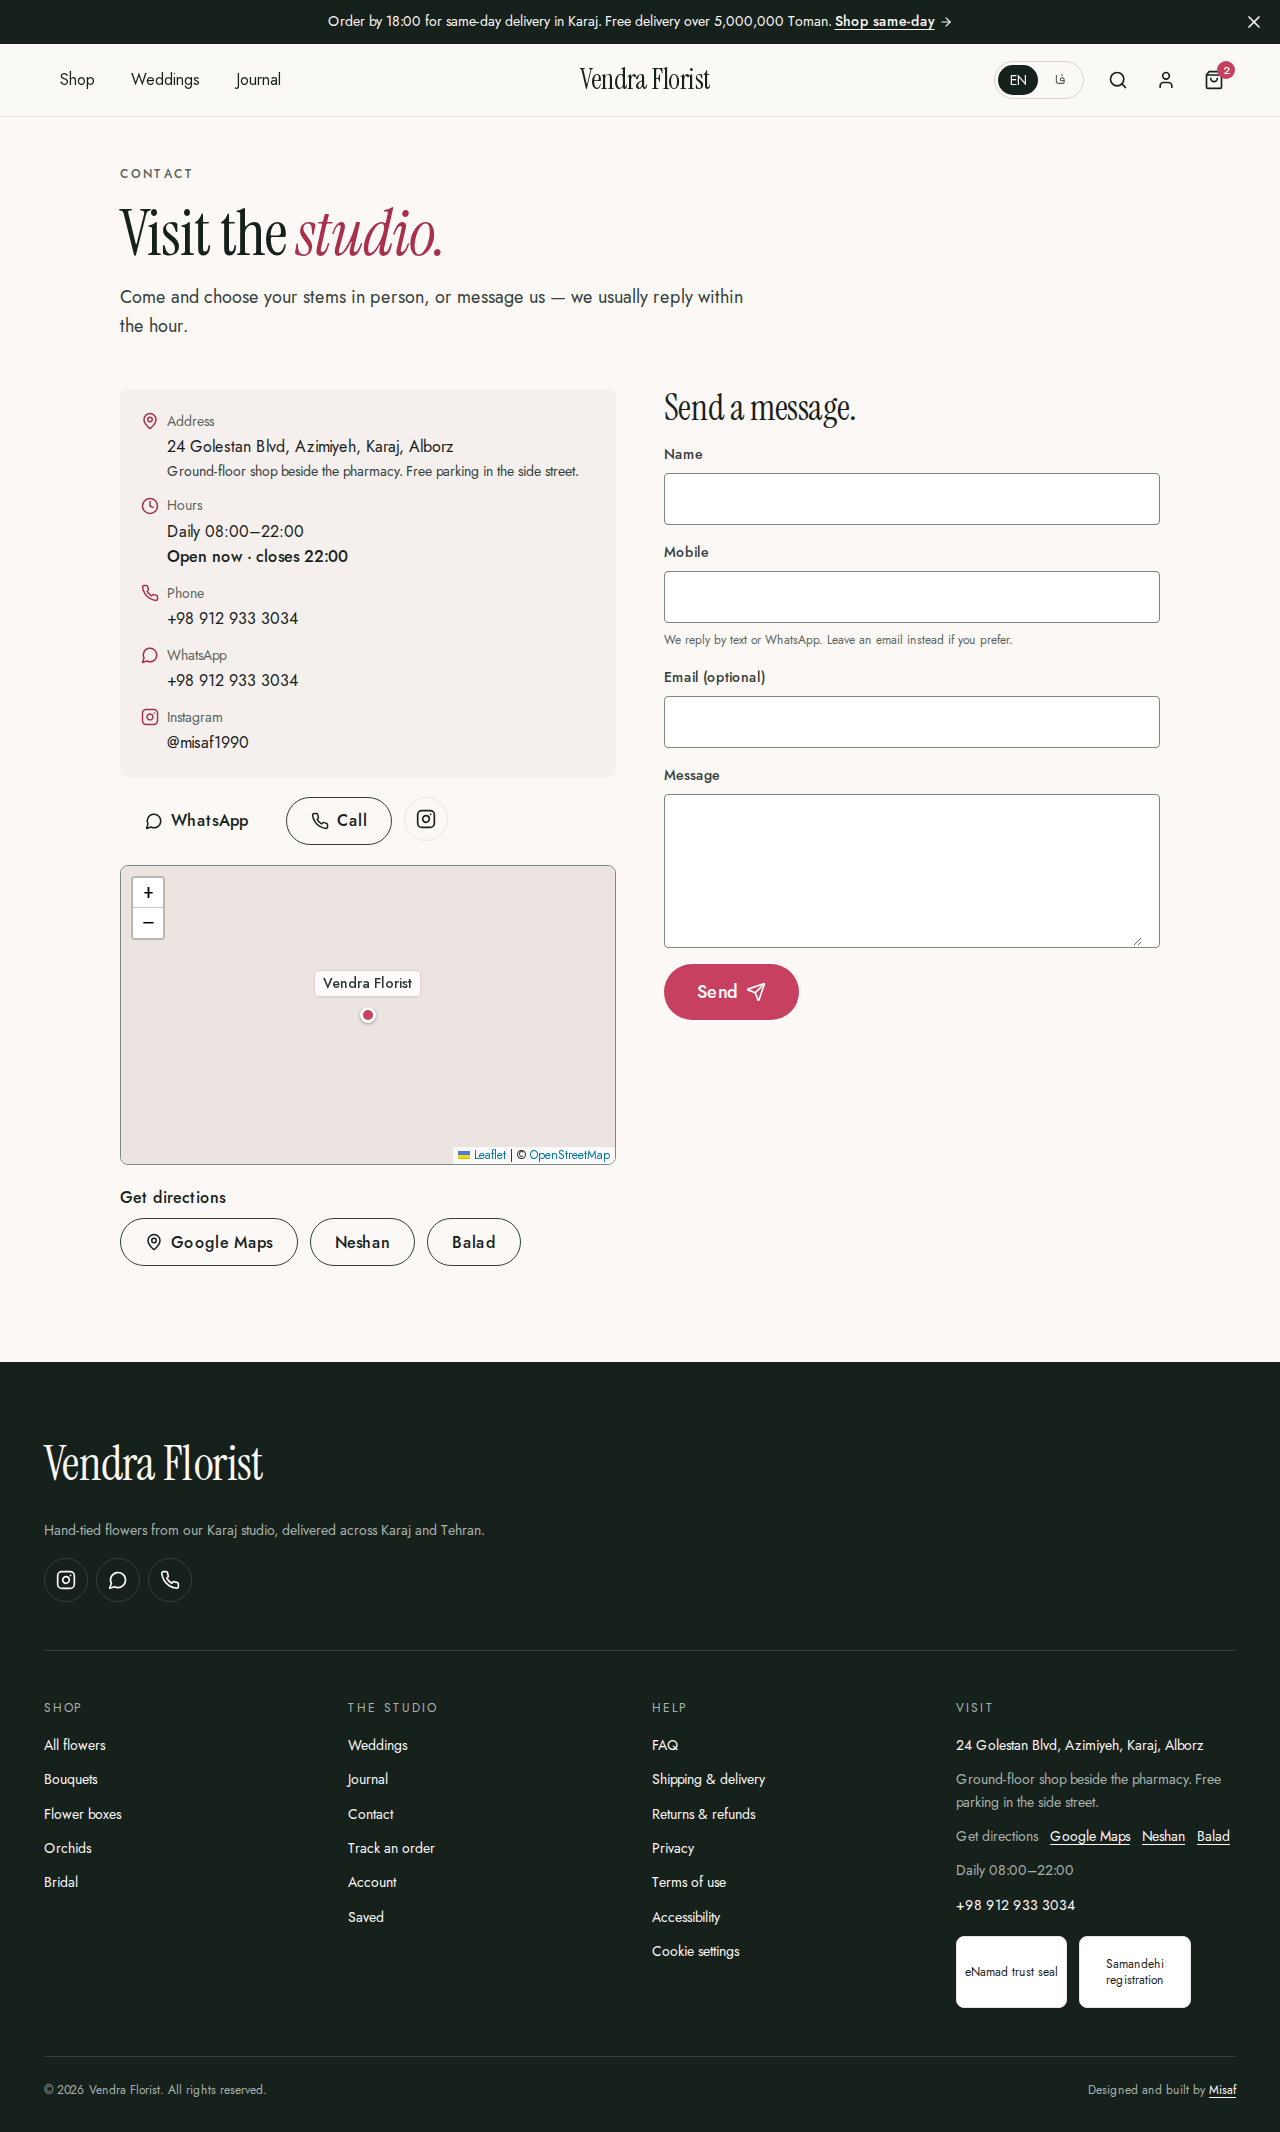 Order by 18:00 for same-day delivery in Karaj. Free delivery over 5,000,000 Toman. Shop same-day →
Shop Weddings Journal
Vendra Florist
EN فا
2
CONTACT
Visit the studio.
Come and choose your stems in person, or message us — we usually reply within
the hour.
Address
24 Golestan Blvd, Azimiyeh, Karaj, Alborz
Ground-floor shop beside the pharmacy. Free parking in the side street.
Hours
Daily 08:00–22:00
Open now · closes 22:00
Phone
+98 912 933 3034
WhatsApp
+98 912 933 3034
Instagram
@misaf1990
WhatsApp
Call
+
−
Vendra Florist
Leaflet | © OpenStreetMap
Get directions
Google Maps
Neshan
Balad
Send a message.
Name
Mobile
We reply by text or WhatsApp. Leave an email instead if you prefer.
Email (optional)
Message
Send
Vendra Florist
Hand-tied flowers from our Karaj studio, delivered across Karaj and Tehran.
SHOP
All flowers
Bouquets
Flower boxes
Orchids
Bridal
THE STUDIO
Weddings
Journal
Contact
Track an order
Account
Saved
HELP
FAQ
Shipping & delivery
Returns & refunds
Privacy
Terms of use
Accessibility
Cookie settings
VISIT
24 Golestan Blvd, Azimiyeh, Karaj, Alborz
Ground-floor shop beside the pharmacy. Free
parking in the side street.
Get directions Google Maps Neshan Balad
Daily 08:00–22:00
+98 912 933 3034
eNamad trust seal
Samandehi
registration
© 2026 Vendra Florist. All rights reserved.
Designed and built by Misaf